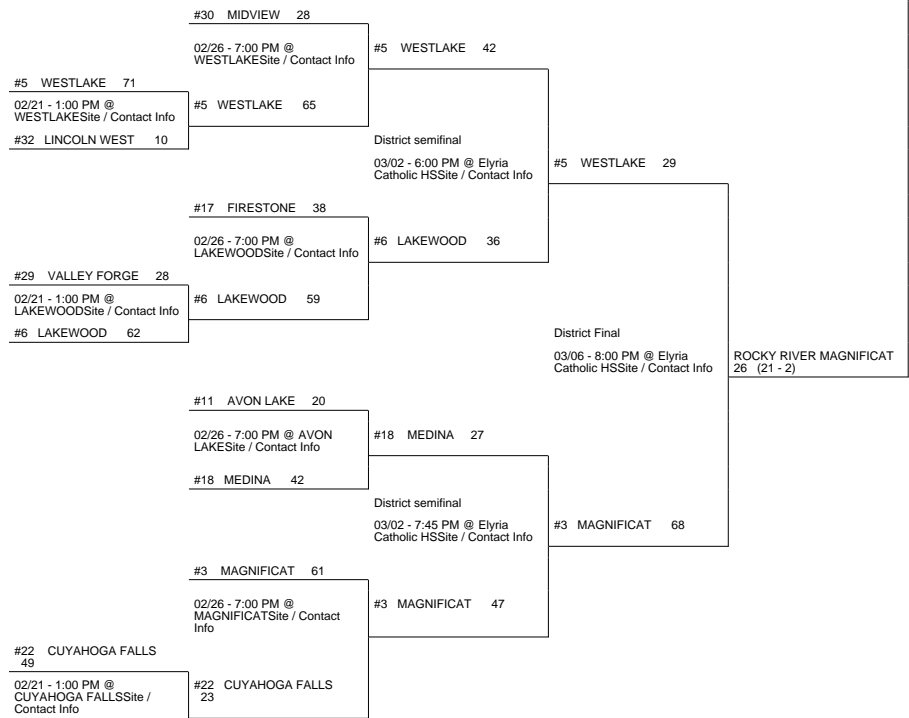 #30 MIDVIEW 28
02/26 - 7:00 PM @
WESTLAKESite / Contact Info
#5 WESTLAKE 42
#5 WESTLAKE 71
02/21 - 1:00 PM @
WESTLAKESite / Contact Info
#32 LINCOLN WEST 10
#5 WESTLAKE 65
District semifinal
03/02 - 6:00 PM @ Elyria
Catholic HSSite / Contact Info
#5 WESTLAKE 29
#17 FIRESTONE 38
02/26 - 7:00 PM @
LAKEWOODSite / Contact Info
#6 LAKEWOOD 36
#29 VALLEY FORGE 28
02/21 - 1:00 PM @
LAKEWOODSite / Contact Info
#6 LAKEWOOD 62
#6 LAKEWOOD 59
District Final
03/06 - 8:00 PM @ Elyria
Catholic HSSite / Contact Info
ROCKY RIVER MAGNIFICAT
26 (21 - 2)
#11 AVON LAKE 20
02/26 - 7:00 PM @ AVON
LAKESite / Contact Info
#18 MEDINA 42
#18 MEDINA 27
District semifinal
03/02 - 7:45 PM @ Elyria
Catholic HSSite / Contact Info
#3 MAGNIFICAT 68
#3 MAGNIFICAT 61
02/26 - 7:00 PM @
MAGNIFICATSite / Contact
Info
#3 MAGNIFICAT 47
#22 CUYAHOGA FALLS
49
02/21 - 1:00 PM @
CUYAHOGA FALLSSite /
Contact Info
#22 CUYAHOGA FALLS
23